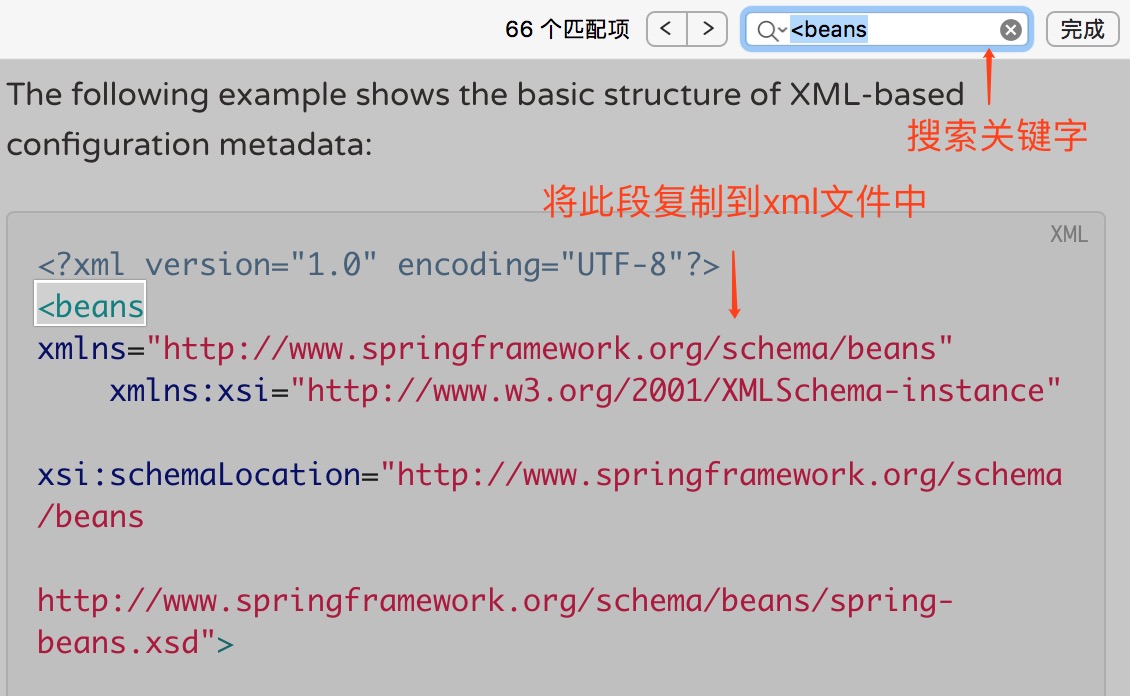 66 个匹配项 < > <beans 完成
The following example shows the basic structure of XML-based
configuration metadata:
搜索关键字
将此段复制到xml文件中
XML
<?xml version="1.0" encoding="UTF-8"?>
<beans
xmlns="http://www.springframework.org/schema/beans"
xmlns:xsi="http://www.w3.org/2001/XMLSchema-instance"
xsi:schemaLocation="http://www.springframework.org/schema
/beans
http://www.springframework.org/schema/beans/spring-
beans.xsd">